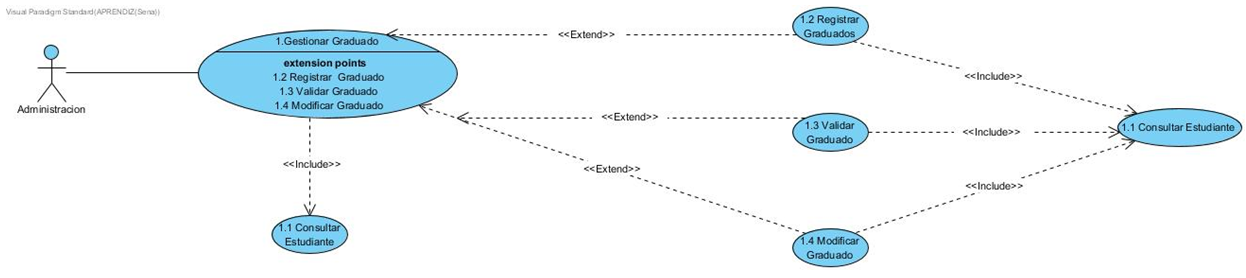 Visual Paradigm Standard(APRENDIZ(Sena))
Administracion
1.Gestionar Graduado
extension points
1.2 Registrar Graduado
1.3 Validar Graduado
1.4 Modificar Graduado
<<Include>>
1.1 Consultar
Estudiante
<<Extend>>
<<Extend>>
<<Extend>>
1.2 Registrar
Graduados
1.3 Validar
Graduado
1.4 Modificar
Graduado
<<Include>>
<<Include>>
<<Include>>
1.1 Consultar Estudiante